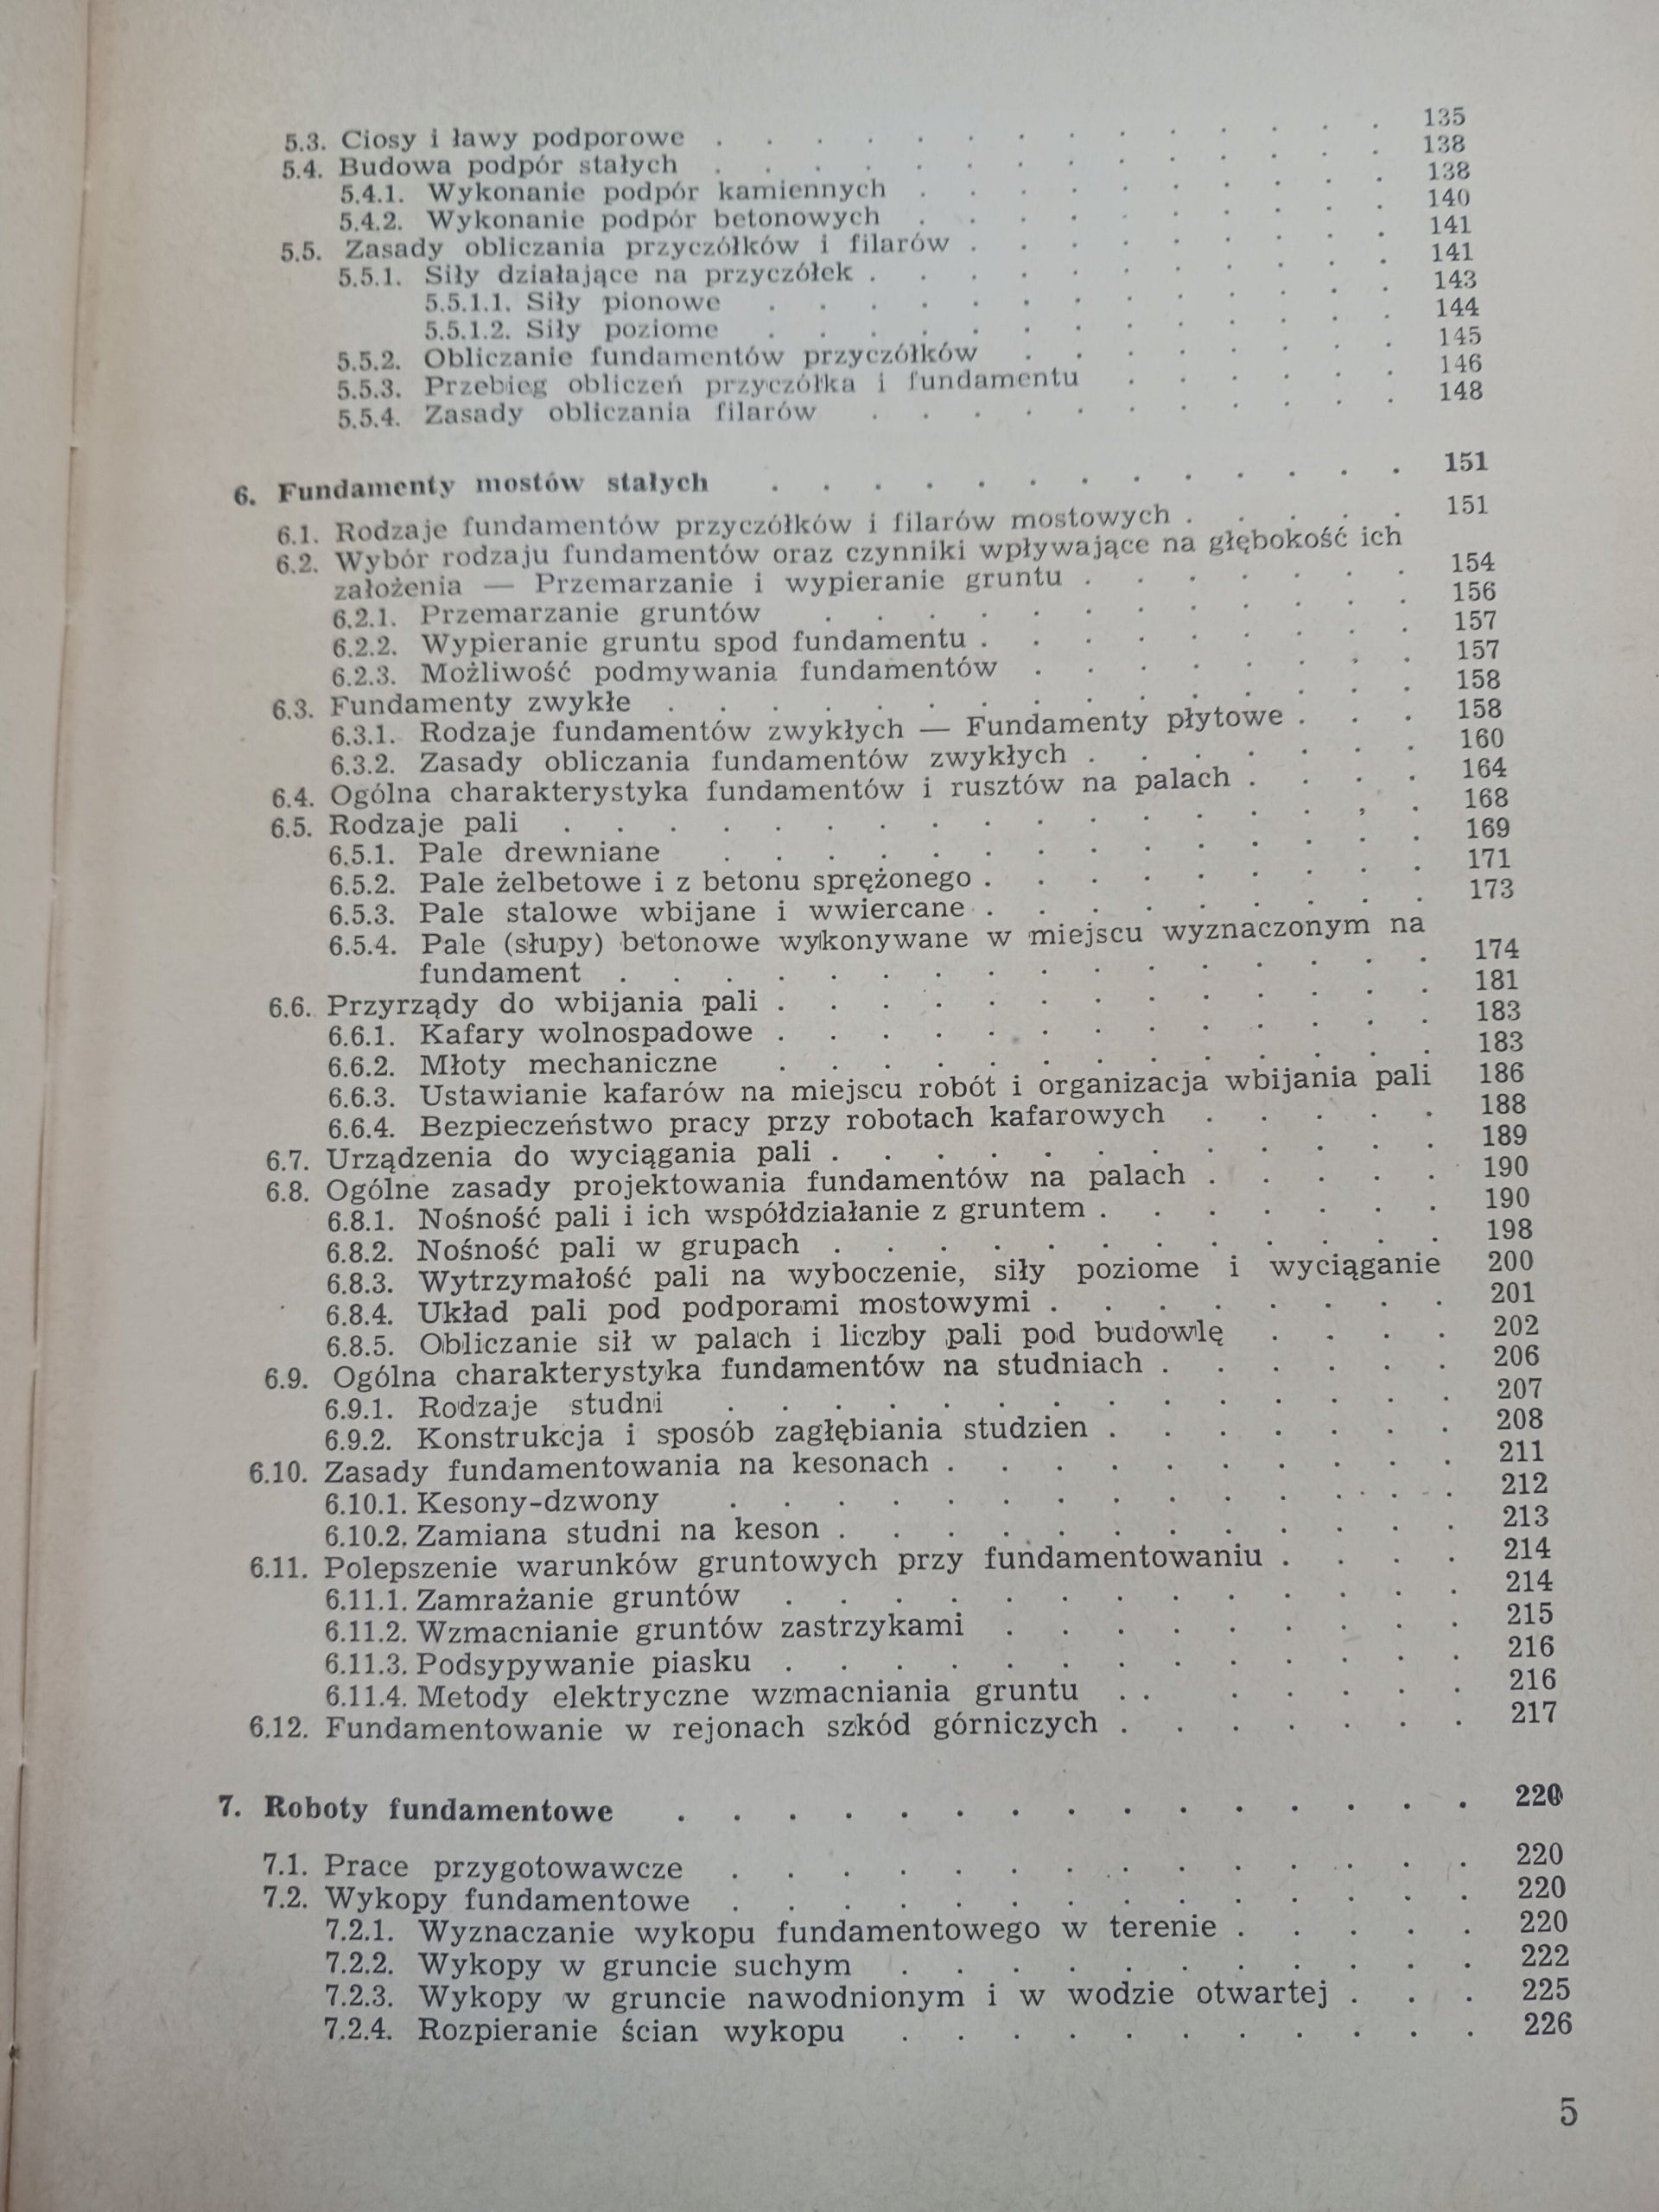 5.3. Ciosy i ławy podporowe . . . . . . . . . . . . . . 135
5.4. Budowa podpór stałych . . . . . . . . . . . . . . 138
5.4.1. Wykonanie podpór kamiennych . . . . . . . . . . 138
5.4.2. Wykonanie podpór betonowych . . . . . . . . . . 140
5.5. Zasady obliczania przyczółków i filarów . . . . . . . . . 141
5.5.1. Siły działające na przyczółek . . . . . . . . . . . 141
5.5.1.1. Siły pionowe . . . . . . . . . . . . . 143
5.5.1.2. Siły poziome . . . . . . . . . . . . . 144
5.5.2. Obliczanie fundamentów przyczółków . . . . . . . . 145
5.5.3. Przebieg obliczeń przyczółka i fundamentu . . . . . . 146
5.5.4. Zasady obliczania filarów . . . . . . . . . . . 148
6. Fundamenty mostów stałych . . . . . . . . . . . . . 151
6.1. Rodzaje fundamentów przyczółków i filarów mostowych . . . . . 151
6.2. Wybór rodzaju fundamentów oraz czynniki wpływające na głębokość ich
założenia — Przemarzanie i wypieranie gruntu . . . . . . . 154
6.2.1. Przemarzanie gruntów . . . . . . . . . . . . 156
6.2.2. Wypieranie gruntu spod fundamentu . . . . . . . . . 157
6.2.3. Możliwość podmywania fundamentów . . . . . . . . 157
6.3. Fundamenty zwykłe . . . . . . . . . . . . . . . 158
6.3.1. Rodzaje fundamentów zwykłych — Fundamenty płytowe . . . 158
6.3.2. Zasady obliczania fundamentów zwykłych . . . . . . . 160
6.4. Ogólna charakterystyka fundamentów i rusztów na palach . . . . 164
6.5. Rodzaje pali . . . . . . . . . . . . . . . . . 168
6.5.1. Pale drewniane . . . . . . . . . . . . . . 169
6.5.2. Pale żelbetowe i z betonu sprężonego . . . . . . . . . 171
6.5.3. Pale stalowe wbijane i wwiercane . . . . . . . . . 173
6.5.4. Pale (słupy) betonowe wykonywane w miejscu wyznaczonym na
fundament . . . . . . . . . . . . . . . . 174
6.6. Przyrządy do wbijania pali . . . . . . . . . . . . . 181
6.6.1. Kafary wolnospadowe . . . . . . . . . . . . . 183
6.6.2. Młoty mechaniczne . . . . . . . . . . . . . 183
6.6.3. Ustawianie kafarów na miejscu robót i organizacja wbijania pali 186
6.6.4. Bezpieczeństwo pracy przy robotach kafarowych . . . . . 188
6.7. Urządzenia do wyciągania pali . . . . . . . . . . . . 189
6.8. Ogólne zasady projektowania fundamentów na palach . . . . . 190
6.8.1. Nośność pali i ich współdziałanie z gruntem . . . . . . . 190
6.8.2. Nośność pali w grupach . . . . . . . . . . . . 198
6.8.3. Wytrzymałość pali na wyboczenie, siły poziome i wyciąganie 200
6.8.4. Układ pali pod podporami mostowymi . . . . . . . . 201
6.8.5. Obliczanie sił w palach i liczby pali pod budowlę . . . . 202
6.9. Ogólna charakterystyka fundamentów na studniach . . . . . . 206
6.9.1. Rodzaje studni . . . . . . . . . . . . . . 207
6.9.2. Konstrukcja i sposób zagłębiania studzien . . . . . . . 208
6.10. Zasady fundamentowania na kesonach . . . . . . . . . . 211
6.10.1. Kesony-dzwony . . . . . . . . . . . . . . 212
6.10.2. Zamiana studni na keson . . . . . . . . . . . . 213
6.11. Polepszenie warunków gruntowych przy fundamentowaniu . . . . 214
6.11.1. Zamrażanie gruntów . . . . . . . . . . . . . 214
6.11.2. Wzmacnianie gruntów zastrzykami . . . . . . . . . 215
6.11.3. Podsypywanie piasku . . . . . . . . . . . . . 216
6.11.4. Metody elektryczne wzmacniania gruntu . . . . . . . 216
6.12. Fundamentowanie w rejonach szkód górniczych . . . . . . . 217
7. Roboty fundamentowe . . . . . . . . . . . . . . . 220
7.1. Prace przygotowawcze . . . . . . . . . . . . . . 220
7.2. Wykopy fundamentowe . . . . . . . . . . . . . . 220
7.2.1. Wyznaczanie wykopu fundamentowego w terenie . . . . . 220
7.2.2. Wykopy w gruncie suchym . . . . . . . . . . . 222
7.2.3. Wykopy w gruncie nawodnionym i w wodzie otwartej . . . 225
7.2.4. Rozpieranie ścian wykopu . . . . . . . . . . . 226
5